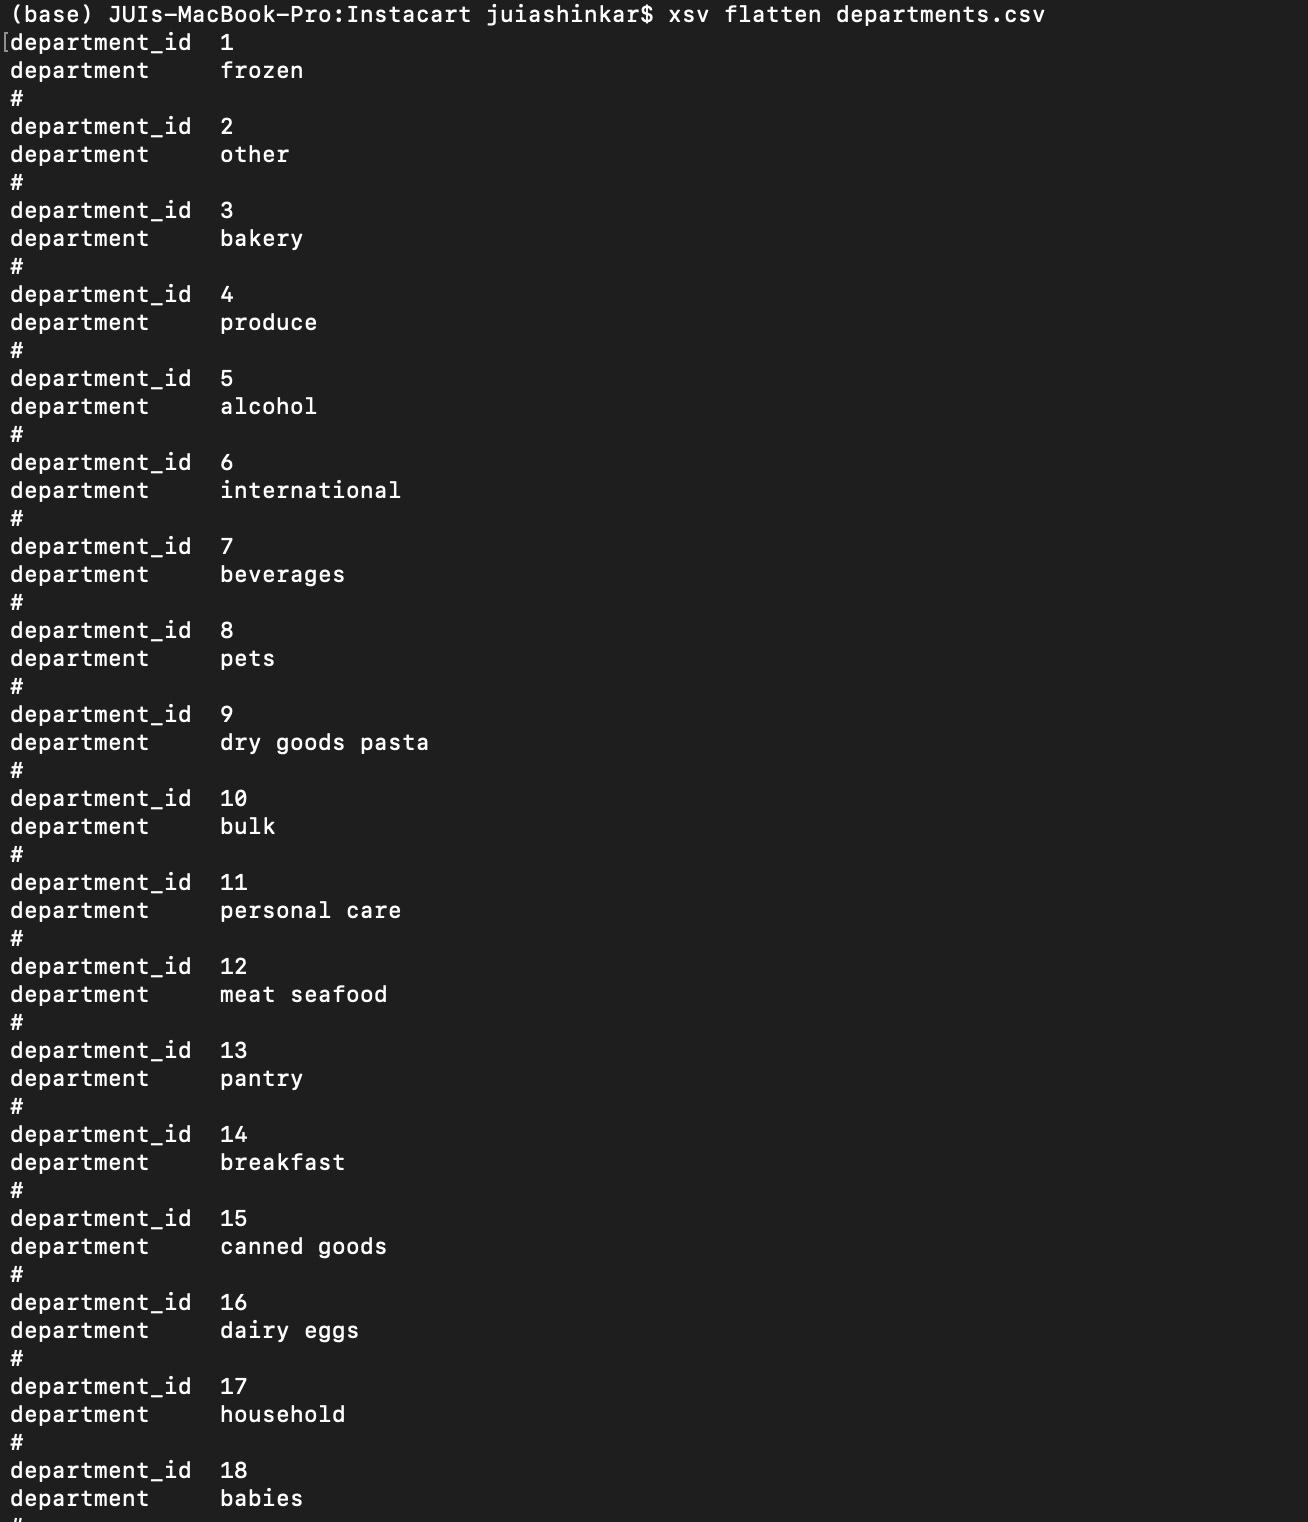 (base) JUIs-MacBook-Pro:Instacart juiashinkar$ xsv flatten departments.csv
[department_id  1
department     frozen
#
department_id  2
department     other
#
department_id  3
department     bakery
#
department_id  4
department     produce
#
department_id  5
department     alcohol
#
department_id  6
department     international
#
department_id  7
department     beverages
#
department_id  8
department     pets
#
department_id  9
department     dry goods pasta
#
department_id  10
department     bulk
#
department_id  11
department     personal care
#
department_id  12
department     meat seafood
#
department_id  13
department     pantry
#
department_id  14
department     breakfast
#
department_id  15
department     canned goods
#
department_id  16
department     dairy eggs
#
department_id  17
department     household
#
department_id  18
department     babies
#